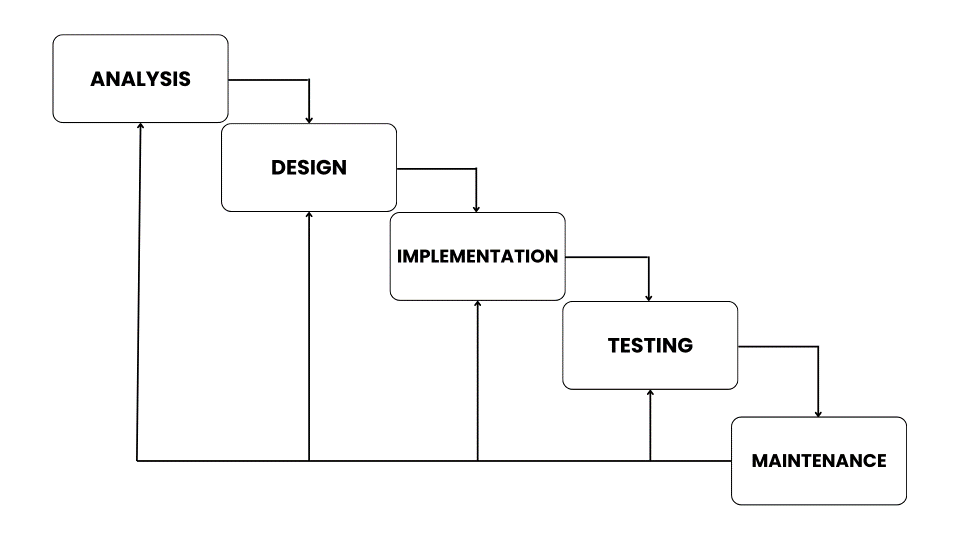 ANALYSIS
DESIGN
IMPLEMENTATION
TESTING
MAINTENANCE